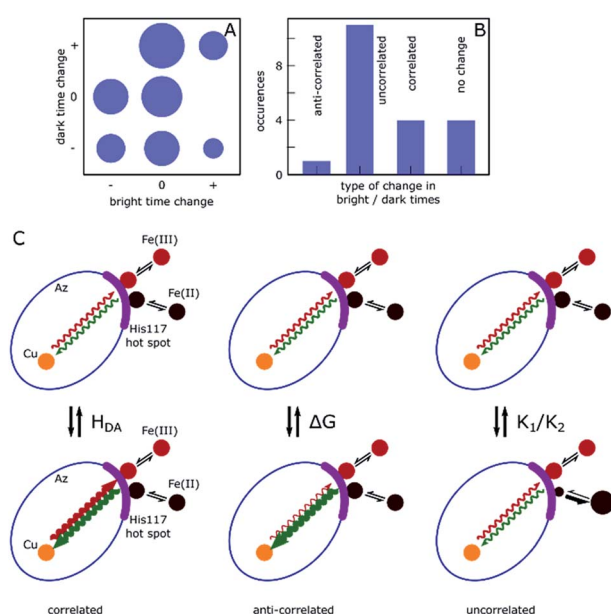 A
dark time change
+
0
-
- 0 +
bright time change
B
occurences
10
8
4
0
anti-correlated
uncorrelated
correlated
no change
type of change in
bright / dark times
C
Fe(III)
Az
Fe(II)
His117
hot spot
Cu
H_DA
ΔG
K₁/K₂
Fe(III)
Az
Fe(II)
His117
hot spot
Cu
correlated
anti-correlated
uncorrelated